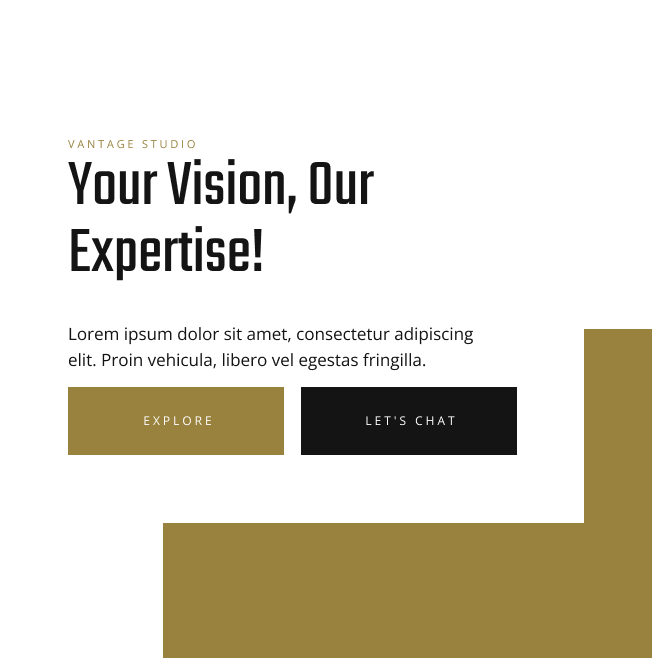 VANTAGE STUDIO
Your Vision, Our
Expertise!
Lorem ipsum dolor sit amet, consectetur adipiscing
elit. Proin vehicula, libero vel egestas fringilla.
EXPLORE
LET'S CHAT